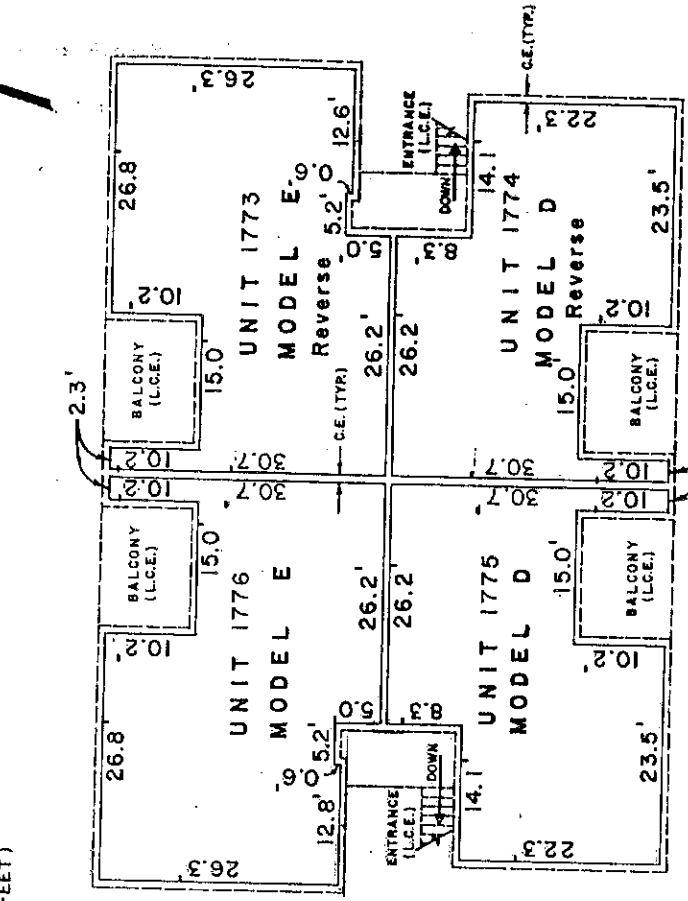 EET)
26.8
26.3'
10.2'
BALCONY
(L.C.E.)
15.0'
2.3'
10.2'
30.7'
UNIT 1773
MODEL E
Reverse
12.6'
0.6'
5.2'
5.0'
26.2'
C.E.(TYP.)
26.8
26.3'
10.2'
BALCONY
(L.C.E.)
15.0'
10.2'
30.7'
UNIT 1776
MODEL E
12.8'
0.6'
5.2'
5.0
26.2'
ENTRANCE
(L.C.E.)
DOWN
C.E.(TYP.)
8.3'
14.1
22.3'
26.2
UNIT 1774
MODEL D
Reverse
30.7'
15.0'
10.2'
BALCONY
(L.C.E.)
10.2'
23.5'
ENTRANCE
(L.C.E.)
DOWN
8.3'
14.1
22.3'
26.2
UNIT 1775
MODEL D
30.7'
15.0'
10.2'
BALCONY
(L.C.E.)
10.2'
23.5'